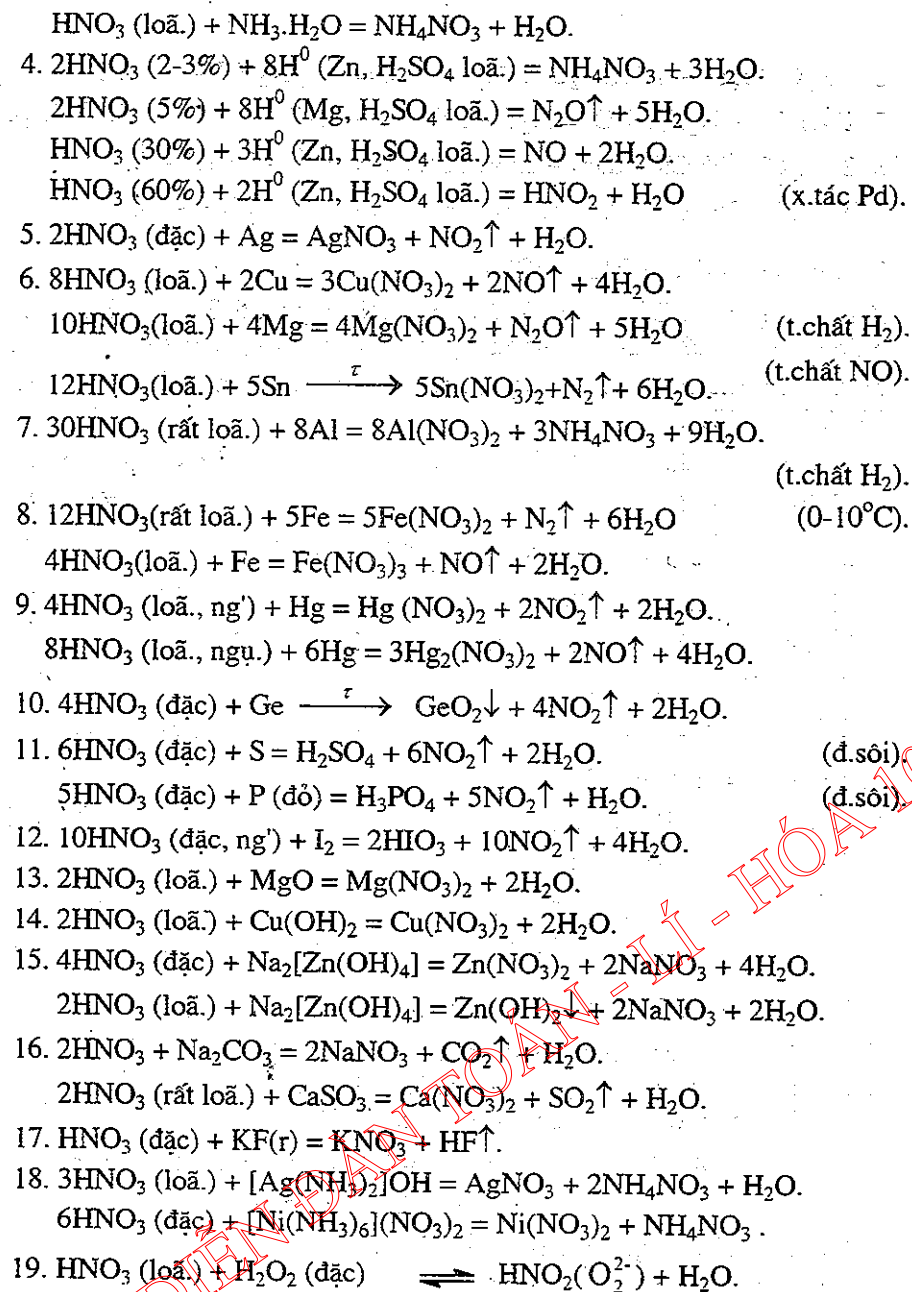 HNO₃ (loã.) + NH₃.H₂O = NH₄NO₃ + H₂O.
4. 2HNO₃ (2-3%) + 8H⁰ (Zn, H₂SO₄ loã.) = NH₄NO₃ + 3H₂O.
2HNO₃ (5%) + 8H⁰ (Mg, H₂SO₄ loã.) = N₂O↑ + 5H₂O.
HNO₃ (30%) + 3H⁰ (Zn, H₂SO₄ loã.) = NO + 2H₂O.
HNO₃ (60%) + 2H⁰ (Zn, H₂SO₄ loã.) = HNO₂ + H₂O (x.tác Pd).
5. 2HNO₃ (đặc) + Ag = AgNO₃ + NO₂↑ + H₂O.
6. 8HNO₃ (loã.) + 2Cu = 3Cu(NO₃)₂ + 2NO↑ + 4H₂O.
10HNO₃(loã.) + 4Mg = 4Mg(NO₃)₂ + N₂O↑ + 5H₂O (t.chất H₂).
12HNO₃(loã.) + 5Sn —τ→ 5Sn(NO₃)₂+N₂↑+ 6H₂O. (t.chất NO).
7. 30HNO₃ (rất loã.) + 8Al = 8Al(NO₃)₂ + 3NH₄NO₃ + 9H₂O.
(t.chất H₂).
8. 12HNO₃(rất loã.) + 5Fe = 5Fe(NO₃)₂ + N₂↑ + 6H₂O (0-10°C).
4HNO₃(loã.) + Fe = Fe(NO₃)₃ + NO↑ + 2H₂O.
9. 4HNO₃ (loã., ng') + Hg = Hg (NO₃)₂ + 2NO₂↑ + 2H₂O.
8HNO₃ (loã., ngu.) + 6Hg = 3Hg₂(NO₃)₂ + 2NO↑ + 4H₂O.
10. 4HNO₃ (đặc) + Ge —τ→ GeO₂↓ + 4NO₂↑ + 2H₂O.
11. 6HNO₃ (đặc) + S = H₂SO₄ + 6NO₂↑ + 2H₂O. (đ.sôi).
5HNO₃ (đặc) + P (đỏ) = H₃PO₄ + 5NO₂↑ + H₂O. (đ.sôi).
12. 10HNO₃ (đặc, ng') + I₂ = 2HIO₃ + 10NO₂↑ + 4H₂O.
13. 2HNO₃ (loã.) + MgO = Mg(NO₃)₂ + 2H₂O.
14. 2HNO₃ (loã.) + Cu(OH)₂ = Cu(NO₃)₂ + 2H₂O.
15. 4HNO₃ (đặc) + Na₂[Zn(OH)₄] = Zn(NO₃)₂ + 2NaNO₃ + 4H₂O.
2HNO₃ (loã.) + Na₂[Zn(OH)₄] = Zn(OH)₂↓ + 2NaNO₃ + 2H₂O.
16. 2HNO₃ + Na₂CO₃ = 2NaNO₃ + CO₂↑ + H₂O.
2HNO₃ (rất loã.) + CaSO₃ = Ca(NO₃)₂ + SO₂↑ + H₂O.
17. HNO₃ (đặc) + KF(r) = KNO₃ + HF↑.
18. 3HNO₃ (loã.) + [Ag(NH₃)₂]OH = AgNO₃ + 2NH₄NO₃ + H₂O.
6HNO₃ (đặc) + [Ni(NH₃)₆](NO₃)₂ = Ni(NO₃)₂ + NH₄NO₃ .
19. HNO₃ (loã.) + H₂O₂ (đặc) ⇌ HNO₂(O₂²⁻) + H₂O.
DIỄN ĐÀN TOÁN - LÍ - HÓA 10